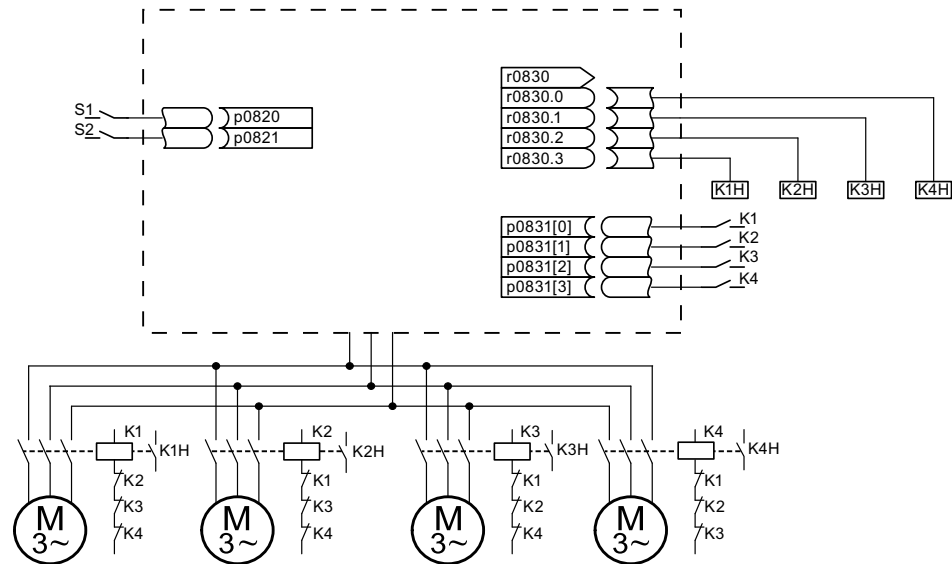 r0830
r0830.0
S1
p0820
r0830.1
S2
p0821
r0830.2
r0830.3
K1H
K2H
K3H
K4H
p0831[0]
K1
p0831[1]
K2
p0831[2]
K3
p0831[3]
K4
K1
K1H
K2
K2H
K3
K3H
K4
K4H
K2
K1
K1
K1
K3
K3
K2
K2
K4
K4
K4
K3
M
3~
M
3~
M
3~
M
3~